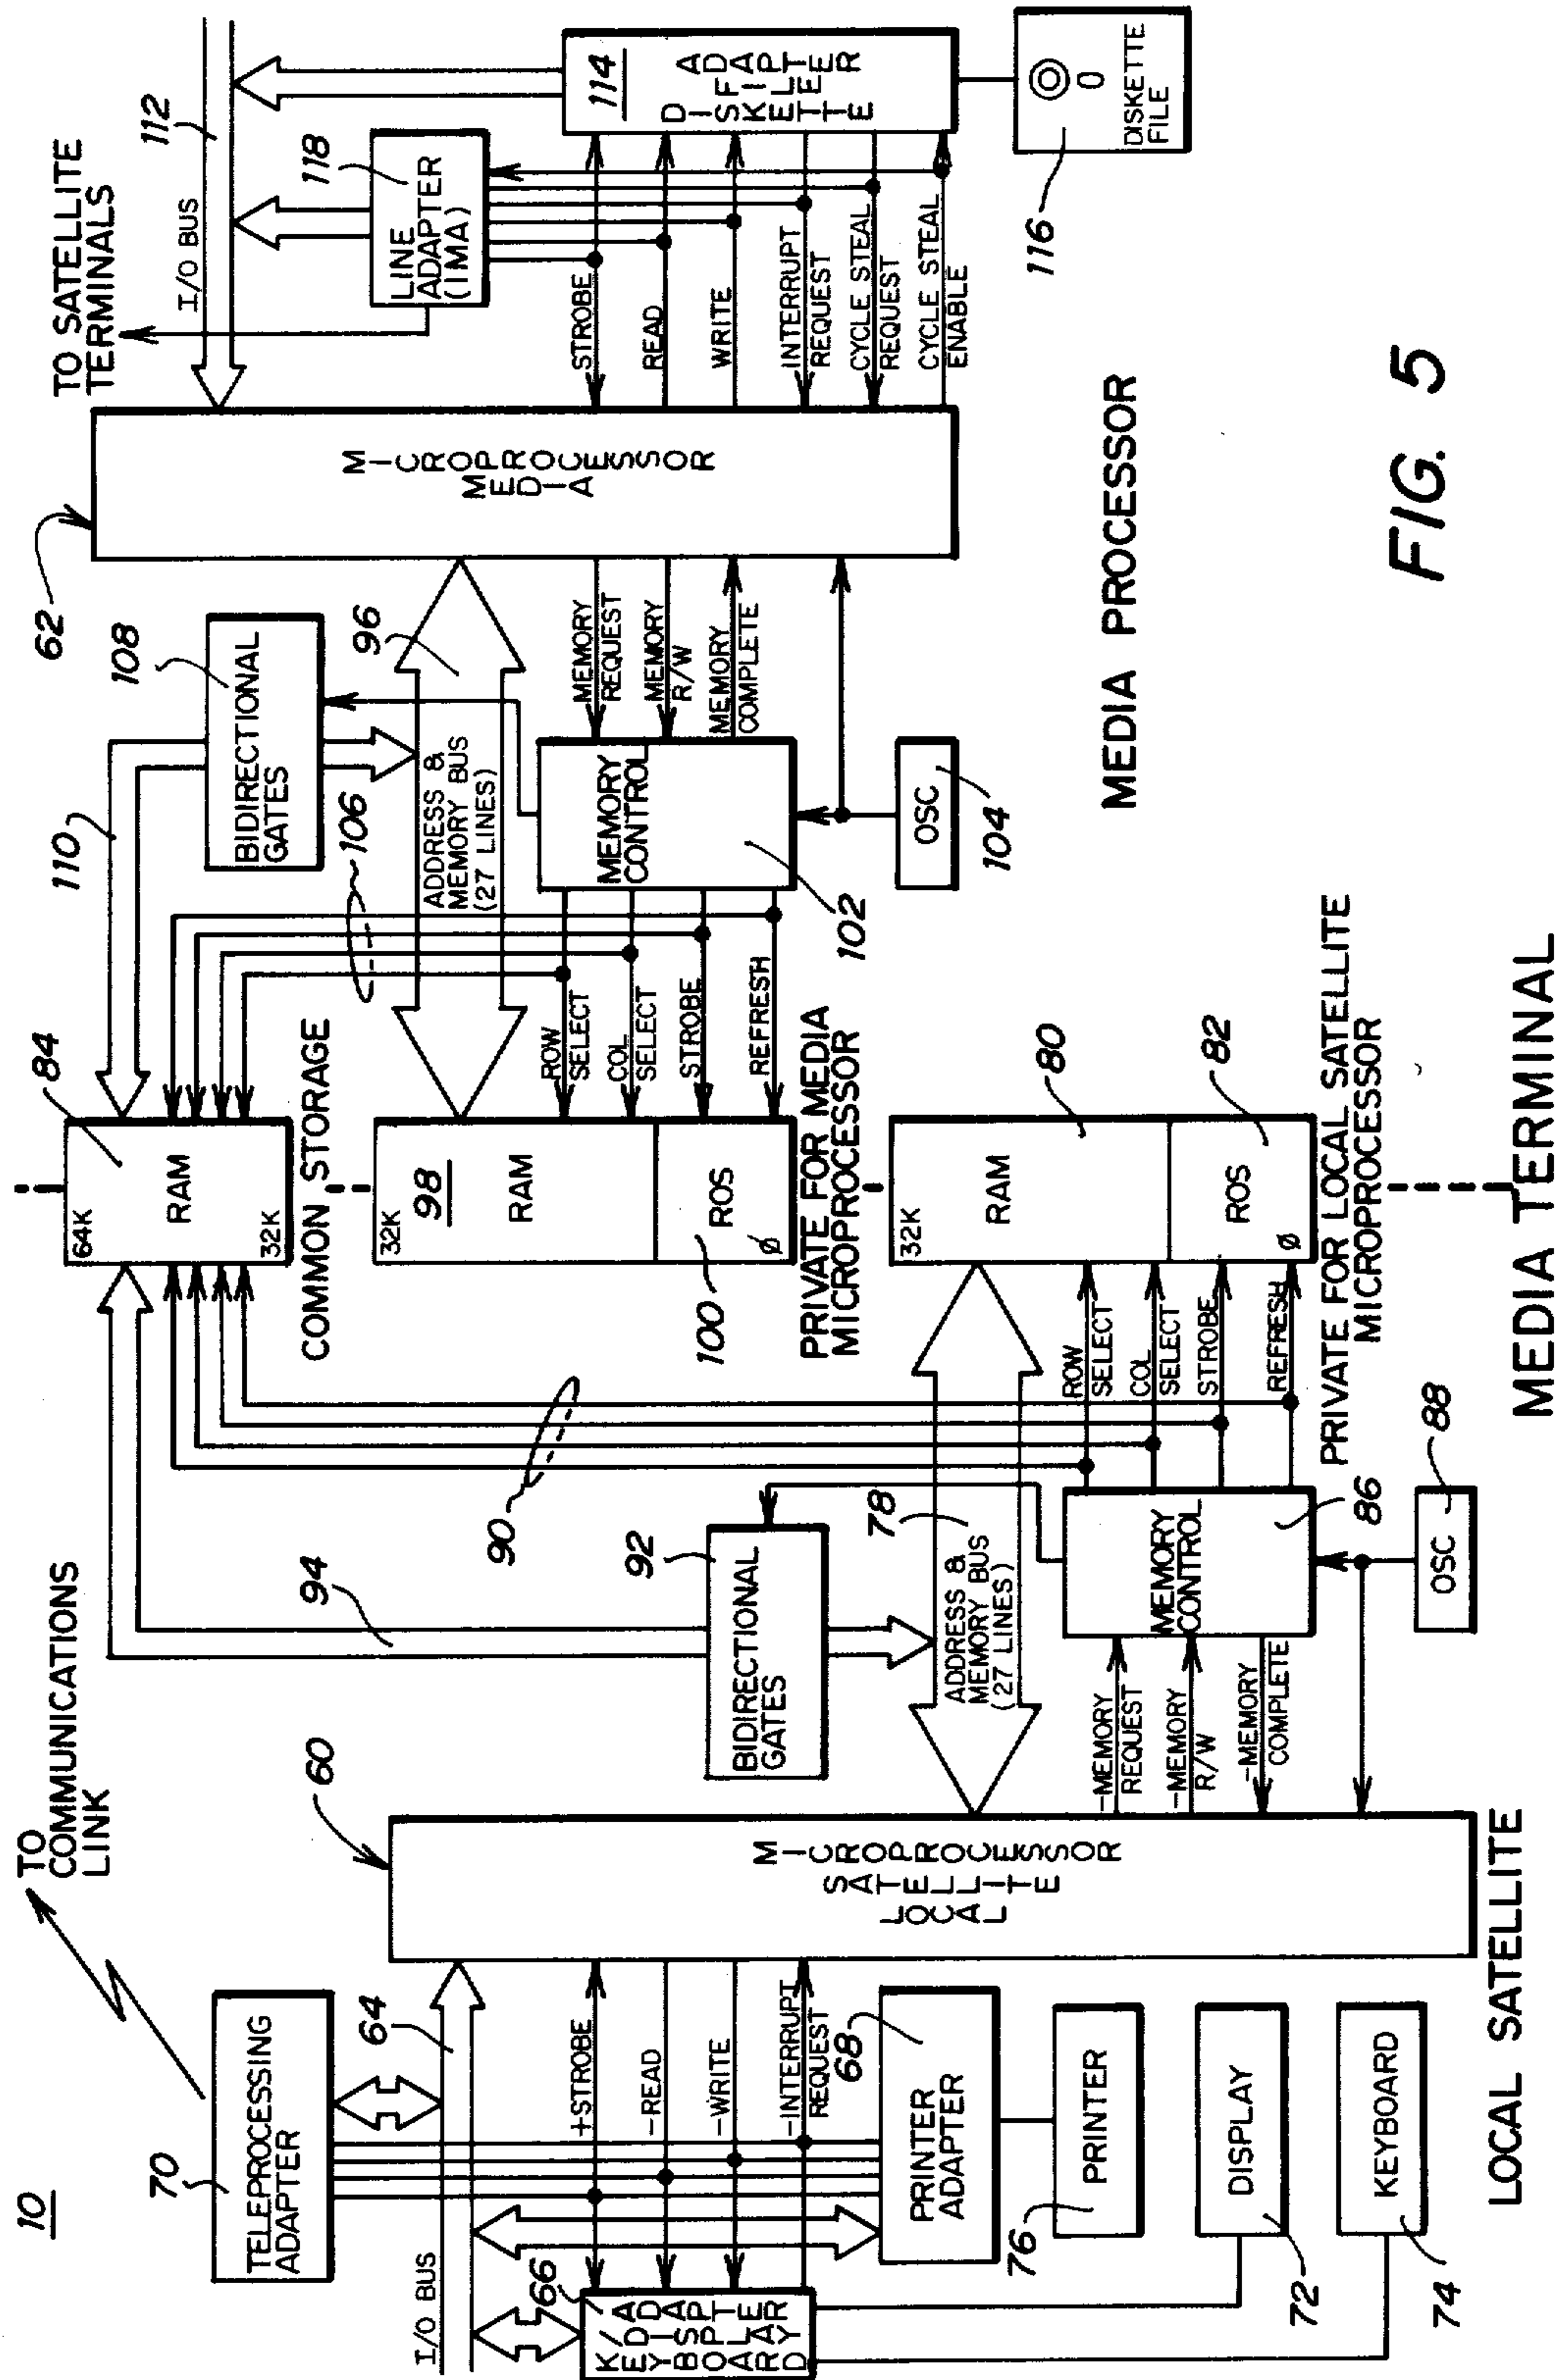 10
TO
COMMUNICATIONS
LINK
70
TELEPROCESSING
ADAPTER
I/O BUS
64
66
KEYBOARD/
DISPLAY
ADAPTER
+STROBE
-READ
-WRITE
-INTERRUPT
REQUEST
68
PRINTER
ADAPTER
76
PRINTER
72
DISPLAY
74
KEYBOARD
LOCAL SATELLITE
60
LOCAL
SATELLITE
MICROPROCESSOR
94
92
BIDIRECTIONAL
GATES
90
78
ADDRESS &
MEMORY BUS
(27 LINES)
-MEMORY
REQUEST
-MEMORY
R/W
-MEMORY
COMPLETE
MEMORY
CONTROL
86
OSC
88
ROW
SELECT
COL
SELECT
STROBE
REFRESH
84
64K
RAM
32K
COMMON STORAGE
32K
98
RAM
100
ROS
Ø
PRIVATE FOR MEDIA
MICROPROCESSOR
32K
RAM
80
ROS
82
Ø
PRIVATE FOR LOCAL SATELLITE
MICROPROCESSOR
MEDIA TERMINAL
110
106
108
BIDIRECTIONAL
GATES
96
ADDRESS &
MEMORY BUS
(27 LINES)
ROW
SELECT
COL
SELECT
STROBE
REFRESH
MEMORY
CONTROL
102
OSC
104
MEMORY
REQUEST
MEMORY
R/W
MEMORY
COMPLETE
62
MEDIA
MICROPROCESSOR
MEDIA PROCESSOR
TO SATELLITE
TERMINALS
I/O BUS
112
118
LINE
ADAPTER
(IMA)
STROBE
READ
WRITE
INTERRUPT
REQUEST
CYCLE STEAL
REQUEST
CYCLE STEAL
ENABLE
114
DISKETTE
FILE
ADAPTER
116
DISKETTE
FILE
FIG. 5